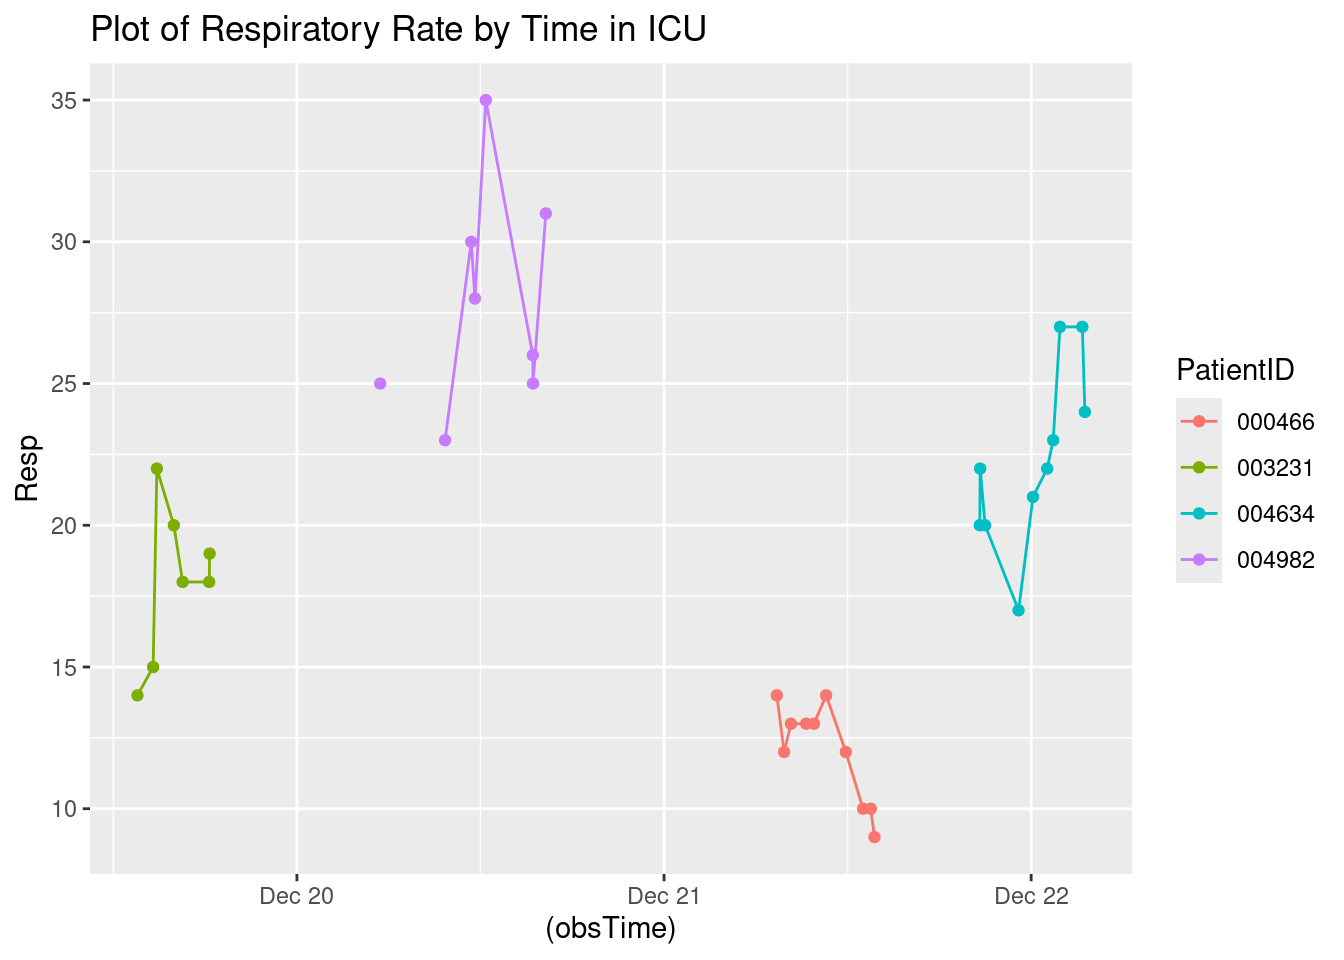 Plot of Respiratory Rate by Time in ICU
35
30
25
20
15
10
Resp
Dec 20
Dec 21
Dec 22
(obsTime)
PatientID
000466
003231
004634
004982